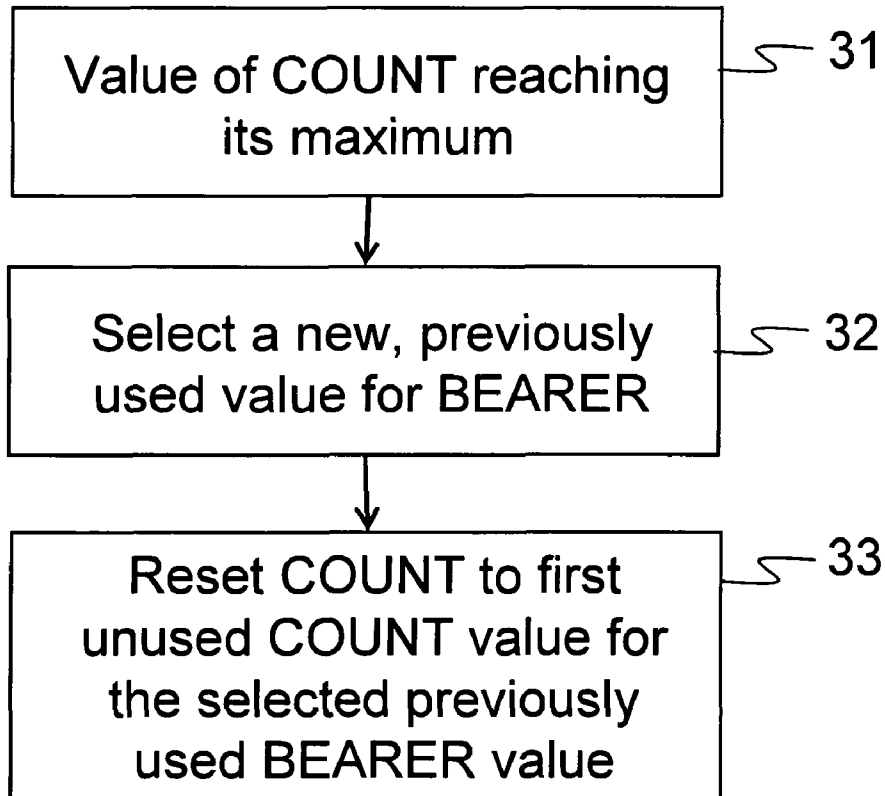 Value of COUNT reaching
its maximum
31
Select a new, previously
used value for BEARER
32
Reset COUNT to first
unused COUNT value for
the selected previously
used BEARER value
33